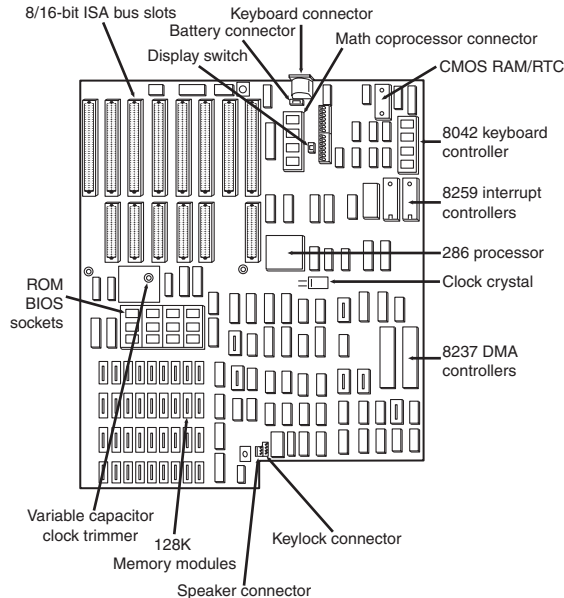 8/16-bit ISA bus slots
Keyboard connector
Battery connector
Math coprocessor connector
Display switch
CMOS RAM/RTC
8042 keyboard
controller
8259 interrupt
controllers
286 processor
Clock crystal
ROM
BIOS
sockets
8237 DMA
controllers
Variable capacitor
clock trimmer
128K
Memory modules
Keylock connector
Speaker connector